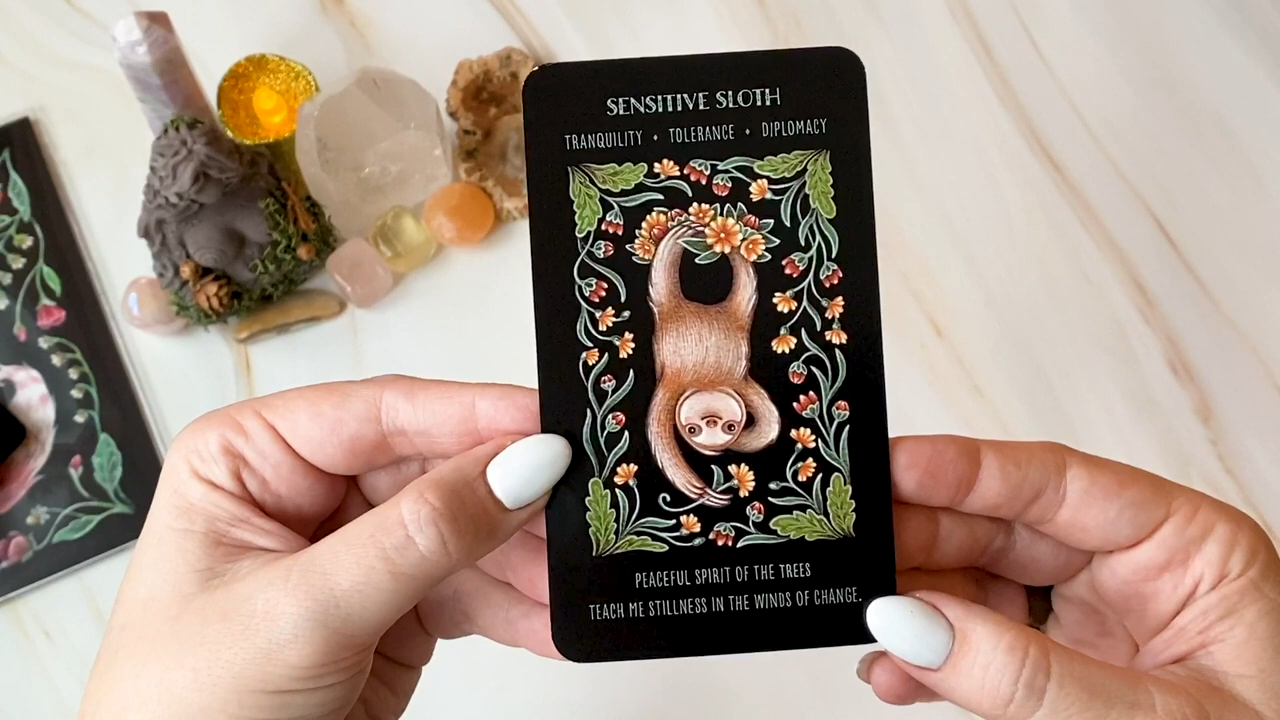 SENSITIVE SLOTH
TRANQUILITY • TOLERANCE • DIPLOMACY
PEACEFUL SPIRIT OF THE TREES
TEACH ME STILLNESS IN THE WINDS OF CHANGE.